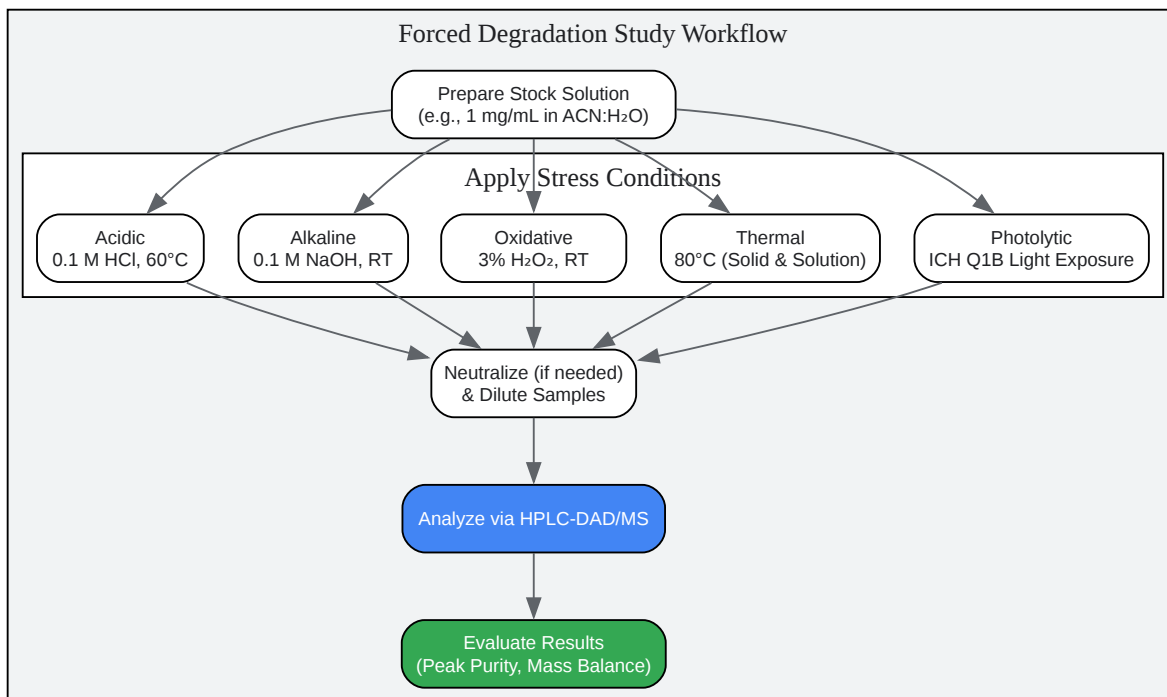 Forced Degradation Study Workflow
Prepare Stock Solution
(e.g., 1 mg/mL in ACN:H₂O)
Apply Stress Conditions
Acidic
0.1 M HCl, 60°C
Alkaline
0.1 M NaOH, RT
Oxidative
3% H₂O₂, RT
Thermal
80°C (Solid & Solution)
Photolytic
ICH Q1B Light Exposure
Neutralize (if needed)
& Dilute Samples
Analyze via HPLC-DAD/MS
Evaluate Results
(Peak Purity, Mass Balance)